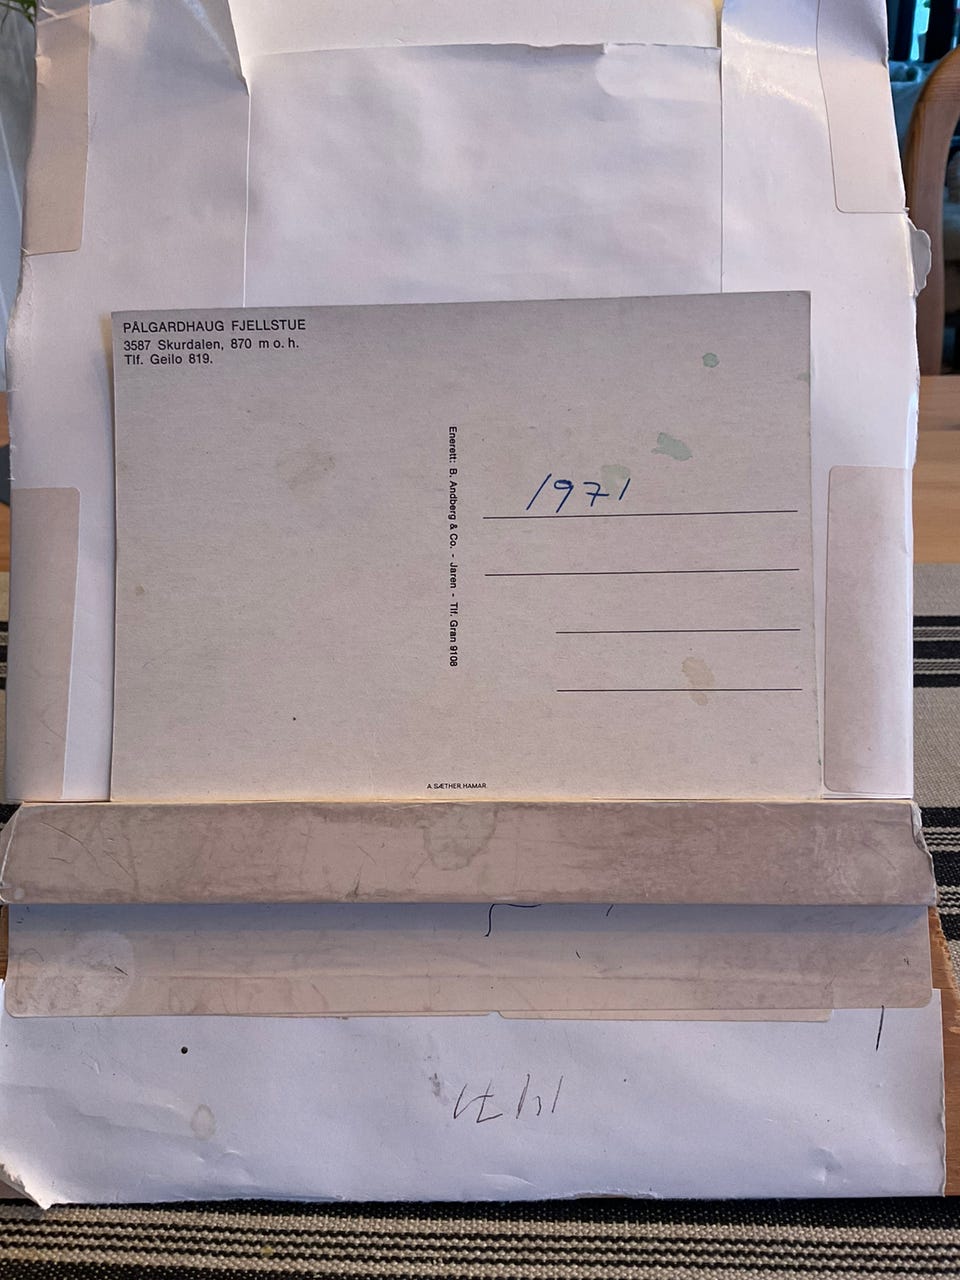 PÅLGARDHAUG FJELLSTUE
3587 Skurdalen, 870 m o. h.
Tlf. Geilo 819.
Enerett: B. Andberg & Co. - Jaren - Tlf. Gran 9108
1971
A. SÆTHER, HAMAR